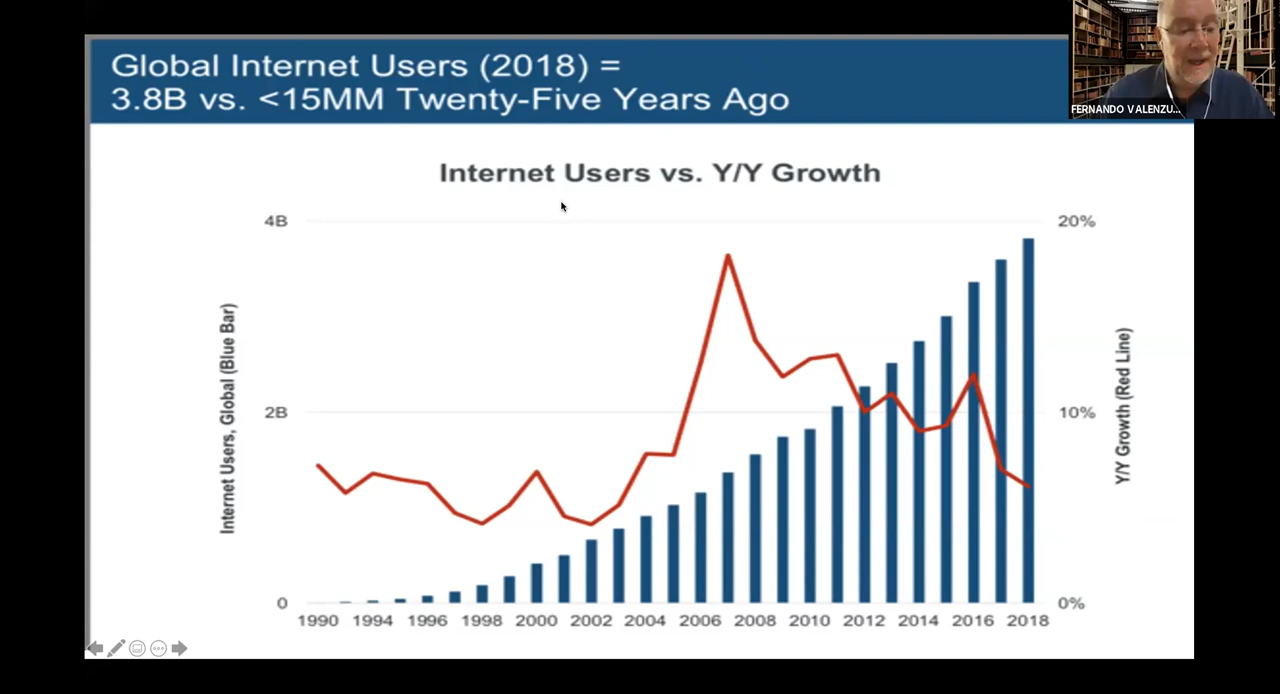 Global Internet Users (2018) =
3.8B vs. <15MM Twenty-Five Years Ago
FERNANDO VALENZU...
Internet Users vs. Y/Y Growth
4B
20%
Internet Users, Global (Blue Bar)
2B
10%
Y/Y Growth (Red Line)
0
0%
1990 1994 1996 1998 2000 2002 2004 2006 2008 2010 2012 2014 2016 2018